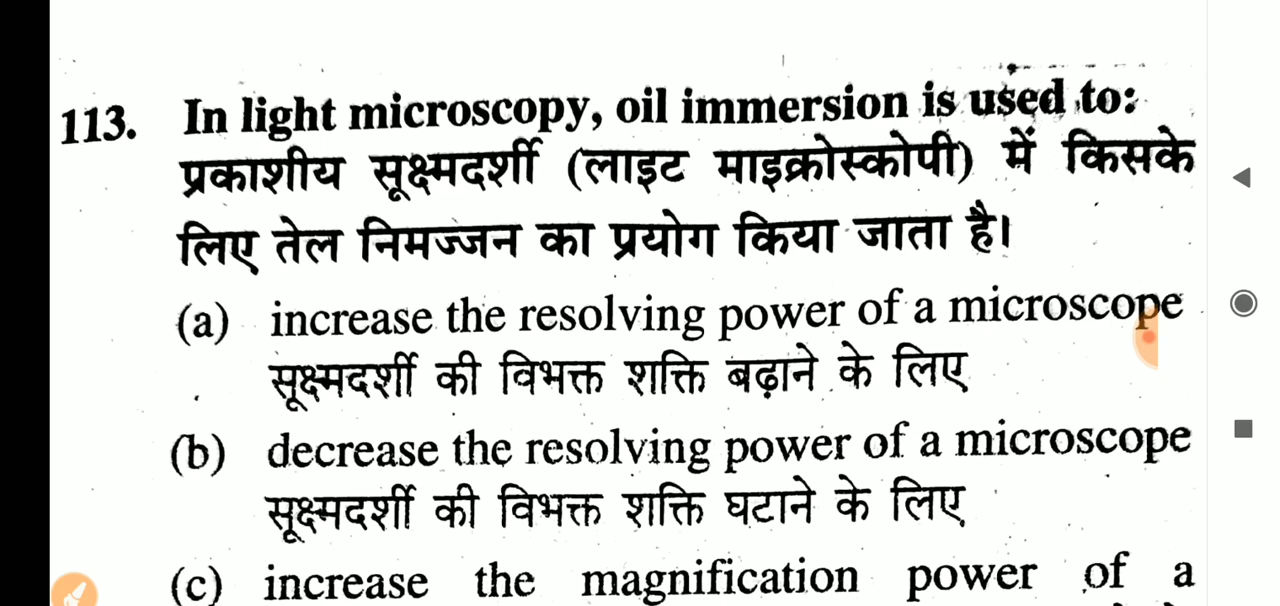 113. In light microscopy, oil immersion is used to:
प्रकाशीय सूक्ष्मदर्शी (लाइट माइक्रोस्कोपी) में किसके
लिए तेल निमज्जन का प्रयोग किया जाता है।
(a) increase the resolving power of a microscope
सूक्ष्मदर्शी की विभक्त शक्ति बढ़ाने के लिए
(b) decrease the resolving power of a microscope
सूक्ष्मदर्शी की विभक्त शक्ति घटाने के लिए
(c) increase the magnification power of a